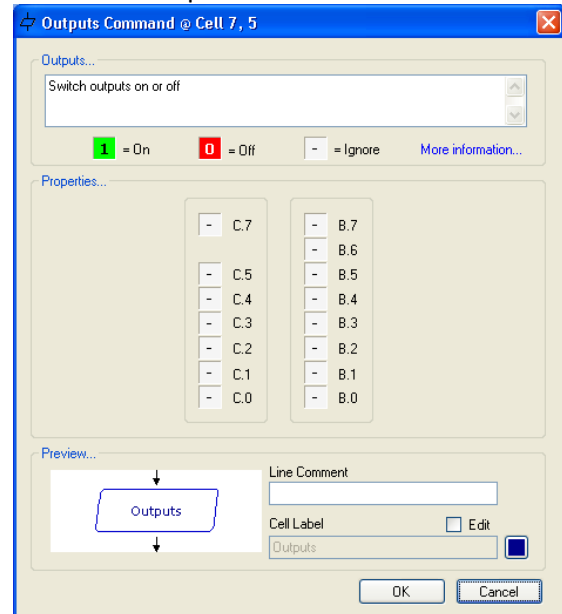 Outputs Command @ Cell 7, 5
Outputs...
Switch outputs on or off
1 = On 0 = Off - = Ignore More information...
Properties...
- C.7 - B.7
- B.6
- C.5 - B.5
- C.4 - B.4
- C.3 - B.3
- C.2 - B.2
- C.1 - B.1
- C.0 - B.0
Preview...
Line Comment
Outputs
Cell Label Edit
Outputs
OK Cancel